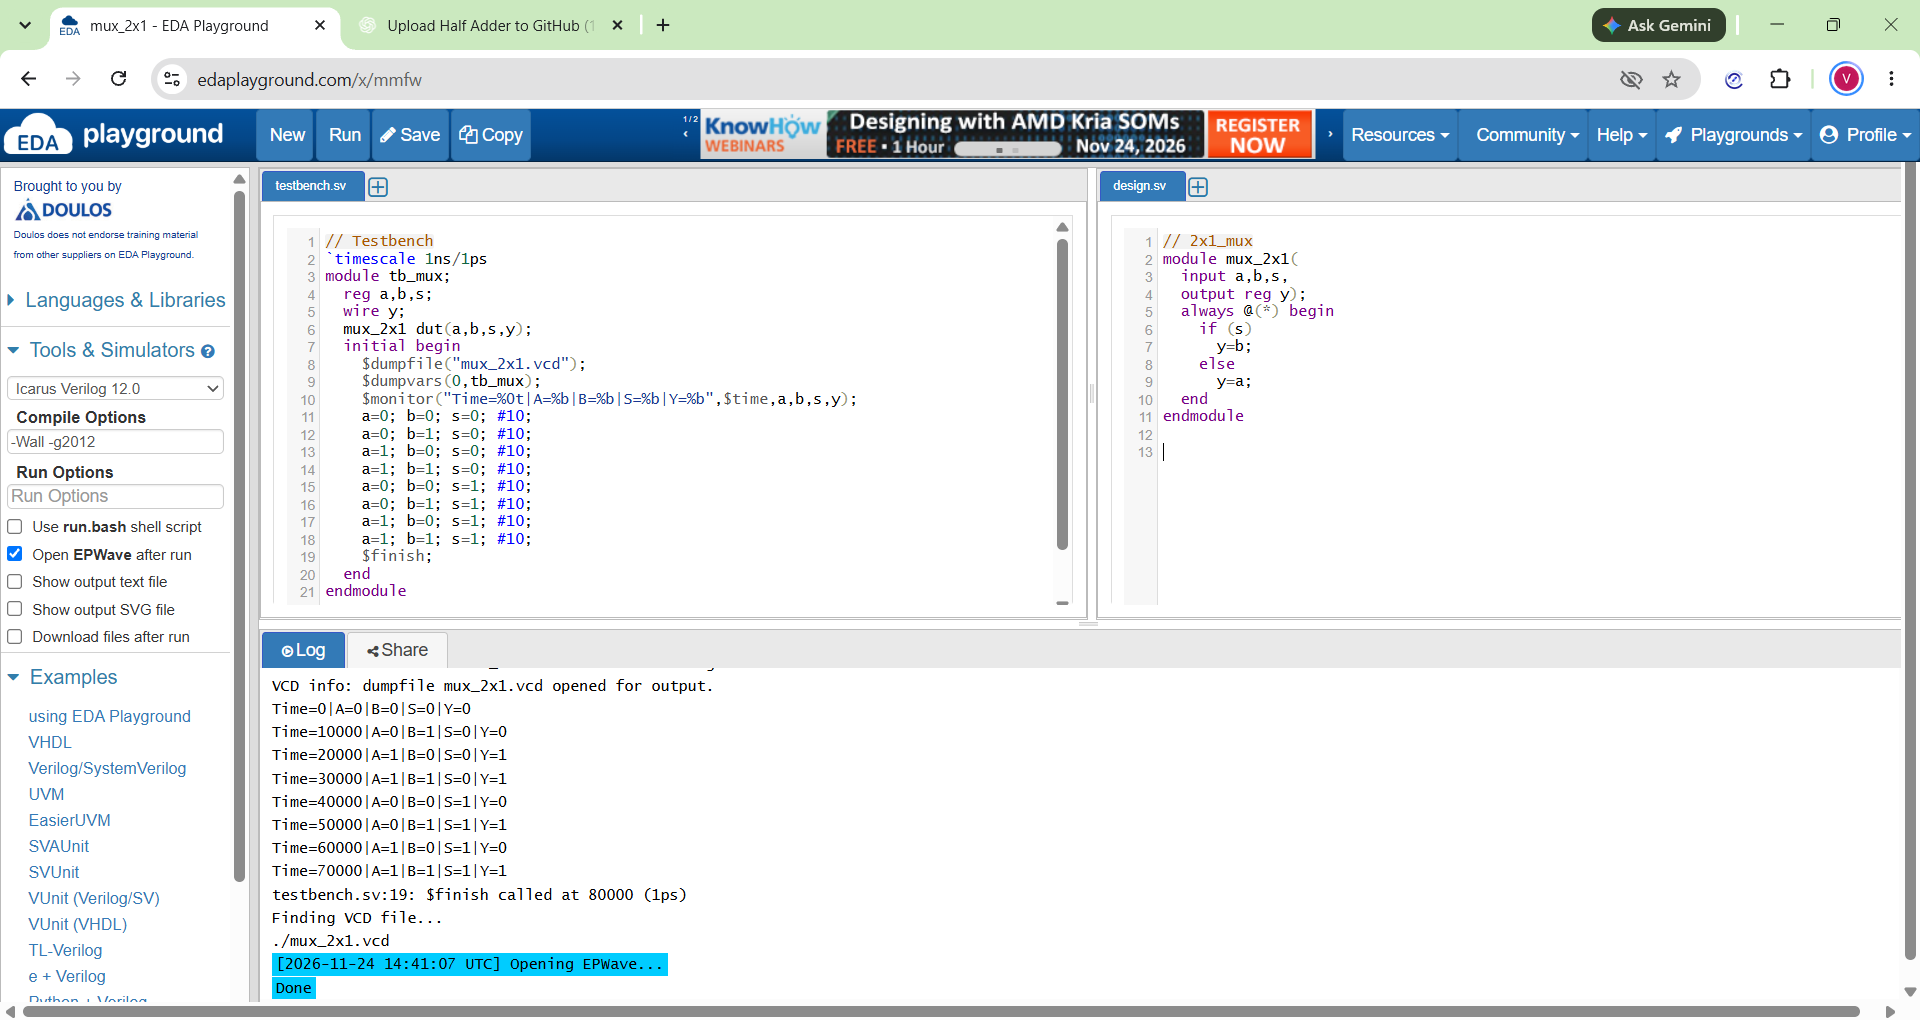 mux_2x1 - EDA Playground
Upload Half Adder to GitHub (1
Ask Gemini
edaplayground.com/x/mmfw
V
EDA playground
New
Run
Save
Copy
1/2
KnowHow
WEBINARS
Designing with AMD Kria SOMs
FREE • 1 Hour
Nov 24, 2026
REGISTER
NOW
Resources
Community
Help
Playgrounds
Profile
Brought to you by
DOULOS
Doulos does not endorse training material
from other suppliers on EDA Playground.
Languages & Libraries
Tools & Simulators
Icarus Verilog 12.0
Compile Options
-Wall -g2012
Run Options
Run Options
Use run.bash shell script
Open EPWave after run
Show output text file
Show output SVG file
Download files after run
Examples
using EDA Playground
VHDL
Verilog/SystemVerilog
UVM
EasierUVM
SVAUnit
SVUnit
VUnit (Verilog/SV)
VUnit (VHDL)
TL-Verilog
e + Verilog
Python + Verilog
testbench.sv
1 // Testbench
2 `timescale 1ns/1ps
3 module tb_mux;
4 reg a,b,s;
5 wire y;
6 mux_2x1 dut(a,b,s,y);
7 initial begin
8 $dumpfile("mux_2x1.vcd");
9 $dumpvars(0,tb_mux);
10 $monitor("Time=%0t|A=%b|B=%b|S=%b|Y=%b",$time,a,b,s,y);
11 a=0; b=0; s=0; #10;
12 a=0; b=1; s=0; #10;
13 a=1; b=0; s=0; #10;
14 a=1; b=1; s=0; #10;
15 a=0; b=0; s=1; #10;
16 a=0; b=1; s=1; #10;
17 a=1; b=0; s=1; #10;
18 a=1; b=1; s=1; #10;
19 $finish;
20 end
21 endmodule
design.sv
1 // 2x1_mux
2 module mux_2x1(
3 input a,b,s,
4 output reg y);
5 always @(*) begin
6 if (s)
7 y=b;
8 else
9 y=a;
10 end
11 endmodule
12
13
Log
Share
VCD info: dumpfile mux_2x1.vcd opened for output.
Time=0|A=0|B=0|S=0|Y=0
Time=10000|A=0|B=1|S=0|Y=0
Time=20000|A=1|B=0|S=0|Y=1
Time=30000|A=1|B=1|S=0|Y=1
Time=40000|A=0|B=0|S=1|Y=0
Time=50000|A=0|B=1|S=1|Y=1
Time=60000|A=1|B=0|S=1|Y=0
Time=70000|A=1|B=1|S=1|Y=1
testbench.sv:19: $finish called at 80000 (1ps)
Finding VCD file...
./mux_2x1.vcd
[2026-11-24 14:41:07 UTC] Opening EPWave...
Done